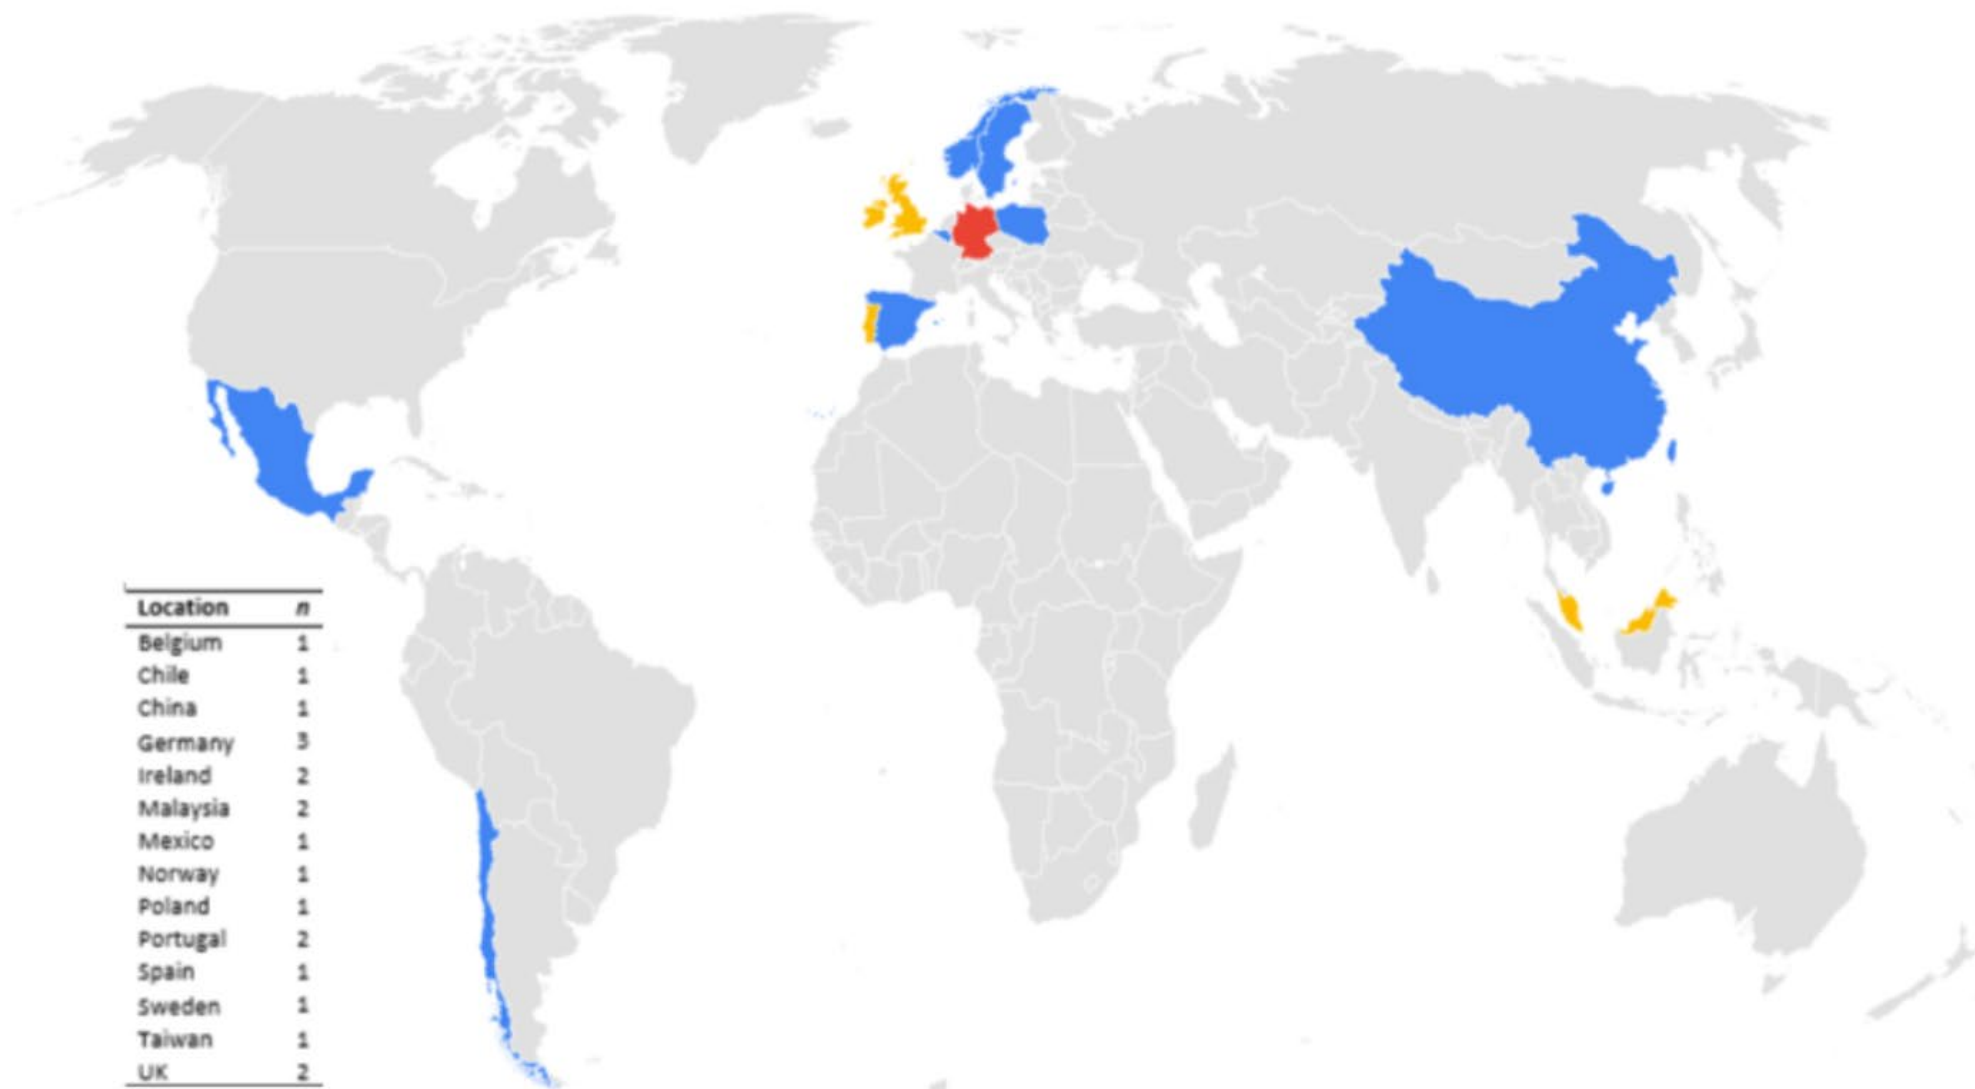 Location n
Belgium 1
Chile 1
China 1
Germany 3
Ireland 2
Malaysia 2
Mexico 1
Norway 1
Poland 1
Portugal 2
Spain 1
Sweden 1
Taiwan 1
UK 2